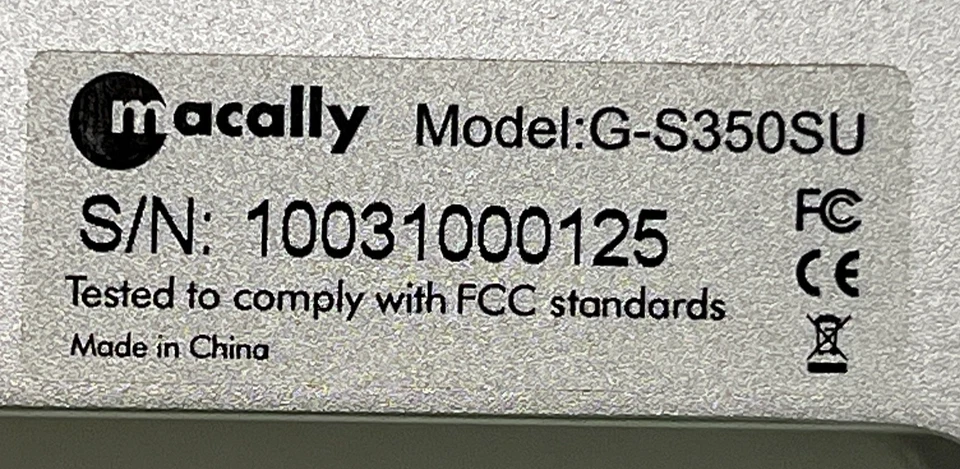 macally Model:G-S350SU
S/N: 10031000125
FC
CE
Tested to comply with FCC standards
Made in China